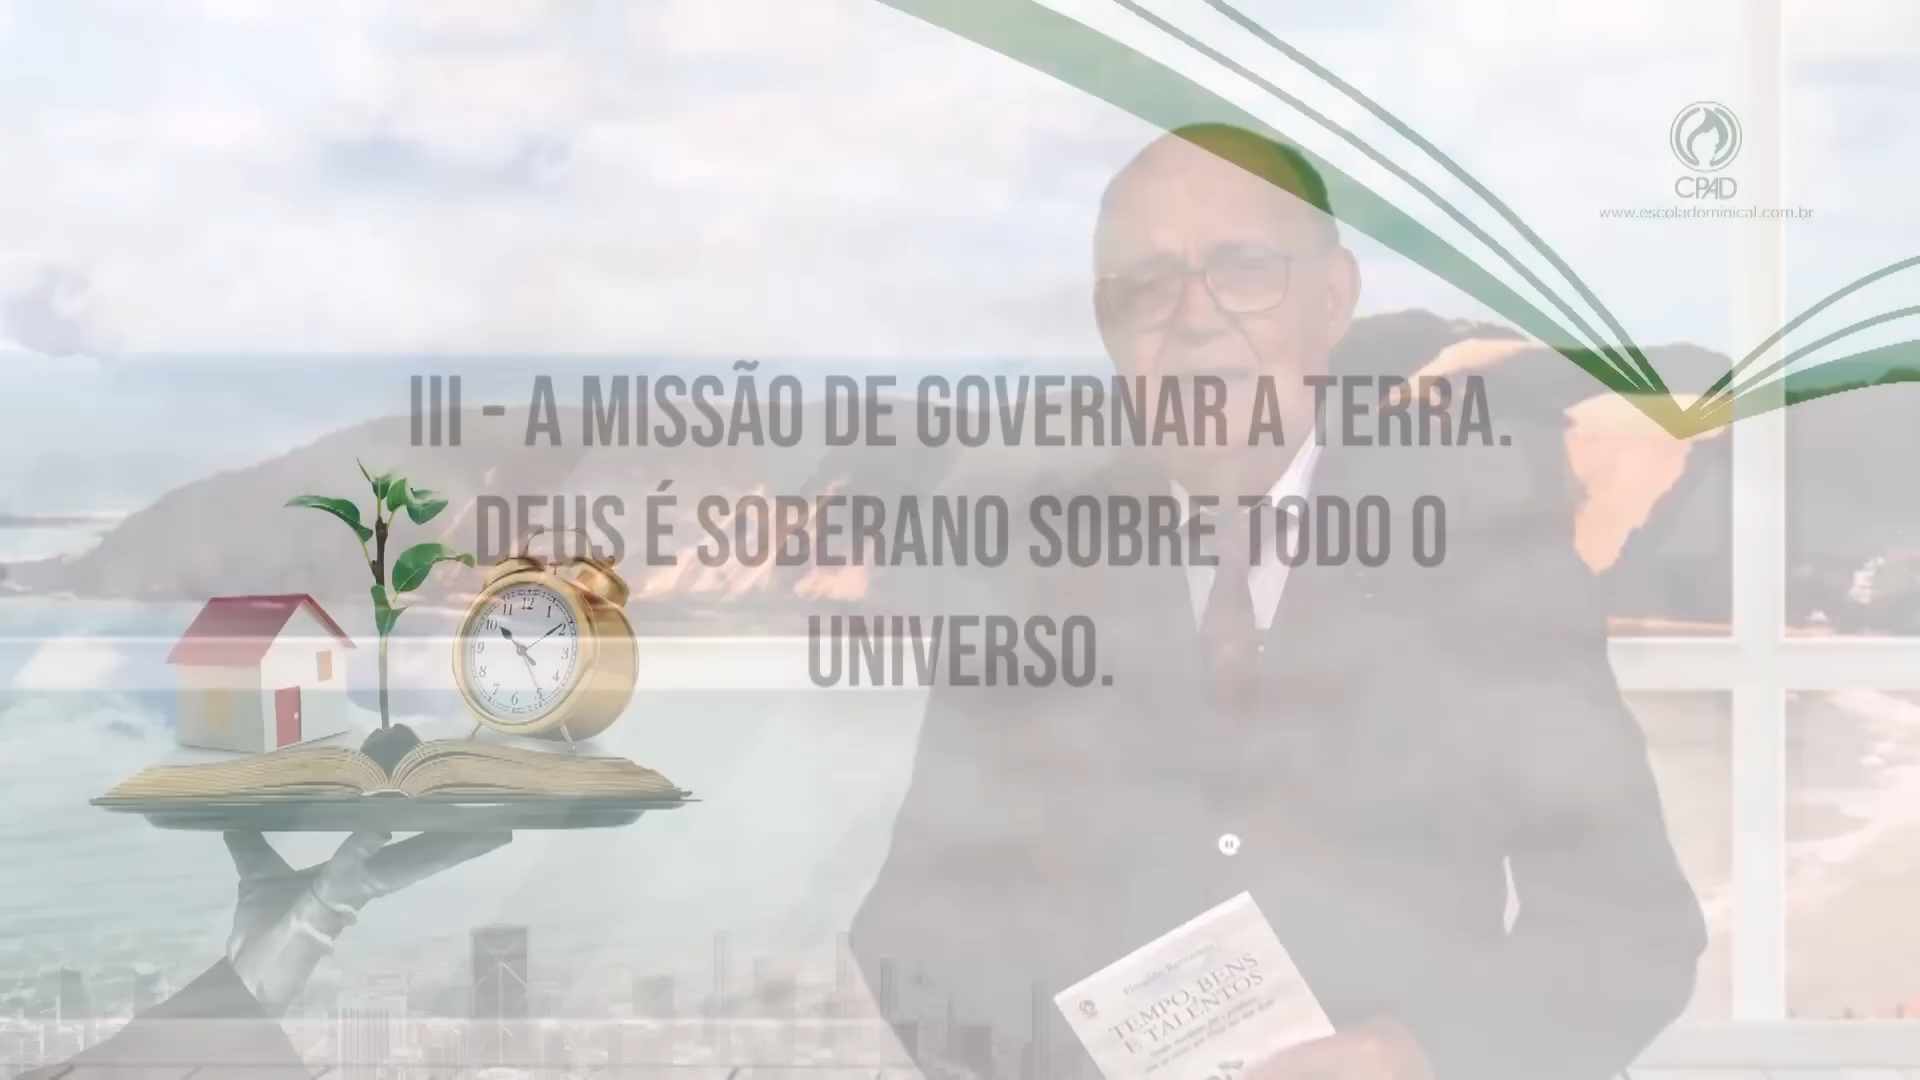 CPAD
www.escoladominical.com.br
III - A MISSÃO DE GOVERNAR A TERRA.
DEUS É SOBERANO SOBRE TODO O
UNIVERSO.
TEMPO, BENS
E TALENTOS